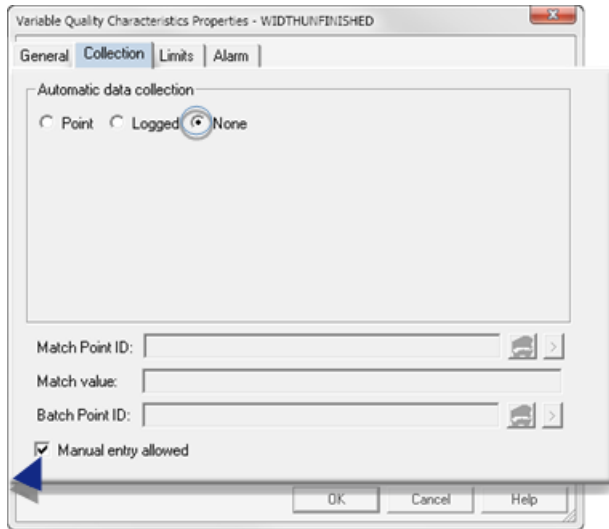 Variable Quality Characteristics Properties - WIDTHUNFINISHED
General Collection Limits Alarm
Automatic data collection
Point Logged None
Match Point ID:
Match value:
Batch Point ID:
Manual entry allowed
OK Cancel Help